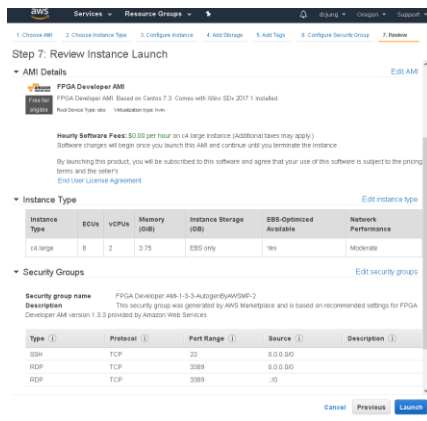 aws Services Resource Groups dojung Oregon Support
1. Choose AMI 2. Choose Instance Type 3. Configure Instance 4. Add Storage 5. Add Tags 6. Configure Security Group 7. Review
Step 7: Review Instance Launch
AMI Details Edit AMI
FPGA Developer AMI
Free tier eligible
FPGA Developer AMI. Based on Centos 7.3. Comes with Xilinx SDx 2017.1 installed.
Root Device Type: ebs Virtualization type: hvm
Hourly Software Fees: $0.00 per hour on c4.large instance (Additional taxes may apply.)
Software charges will begin once you launch this AMI and continue until you terminate the instance.
By launching this product, you will be subscribed to this software and agree that your use of this software is subject to the pricing
terms and the seller's
End User License Agreement
Instance Type Edit instance type
Instance Type ECUs vCPUs Memory (GiB) Instance Storage (GB) EBS-Optimized Available Network Performance
c4.large 8 2 3.75 EBS only Yes Moderate
Security Groups Edit security groups
Security group name FPGA Developer AMI-1-3-3-AutogenByAWSMP-2
Description This security group was generated by AWS Marketplace and is based on recommended settings for FPGA
Developer AMI version 1.3.3 provided by Amazon Web Services
Type Protocol Port Range Source Description
SSH TCP 22 0.0.0.0/0
RDP TCP 3389 0.0.0.0/0
RDP TCP 3389 ::/0
Cancel Previous Launch